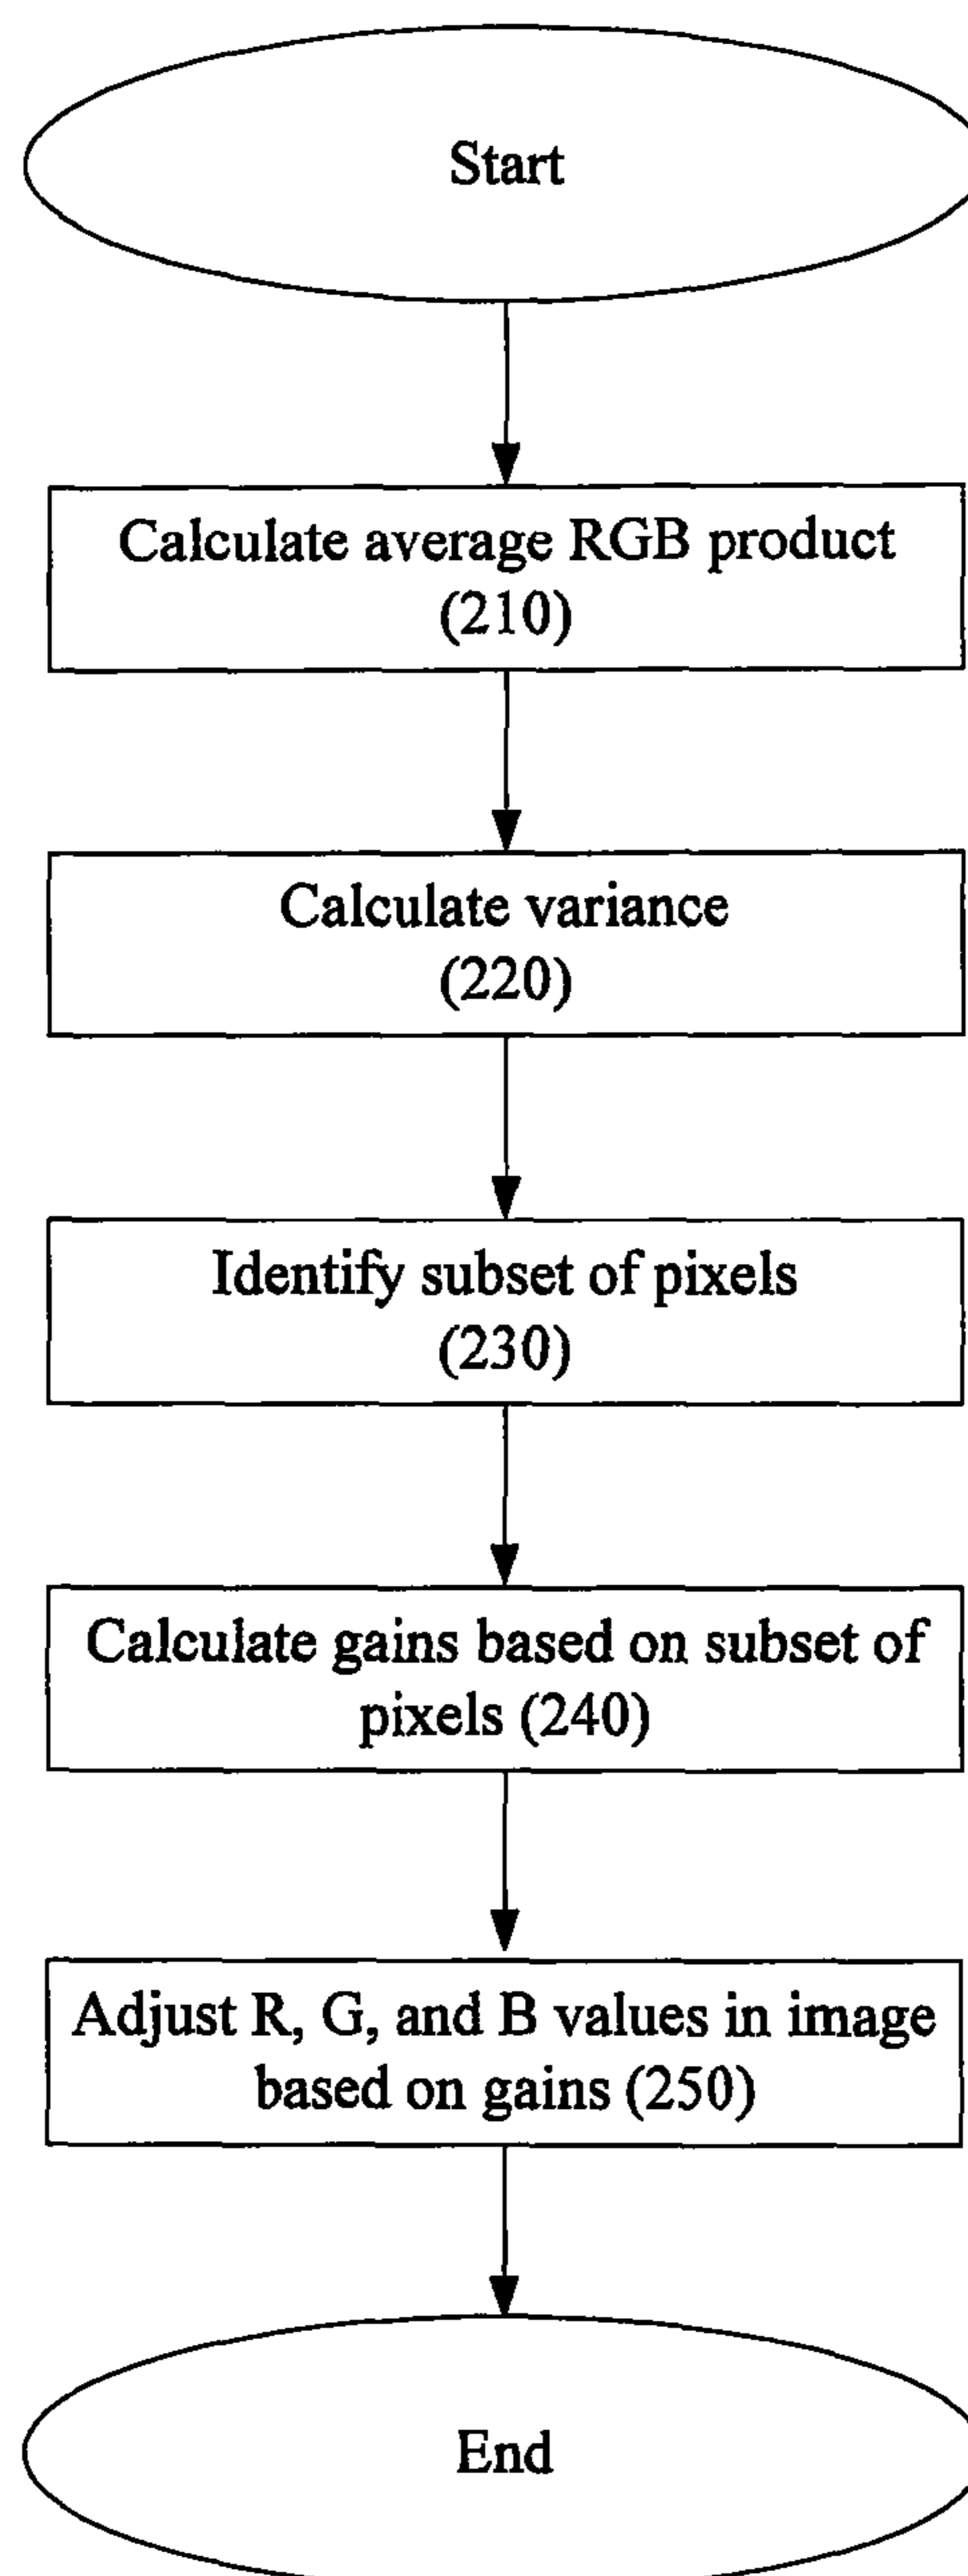 Start
Calculate average RGB product
(210)
Calculate variance
(220)
Identify subset of pixels
(230)
Calculate gains based on subset of
pixels (240)
Adjust R, G, and B values in image
based on gains (250)
End